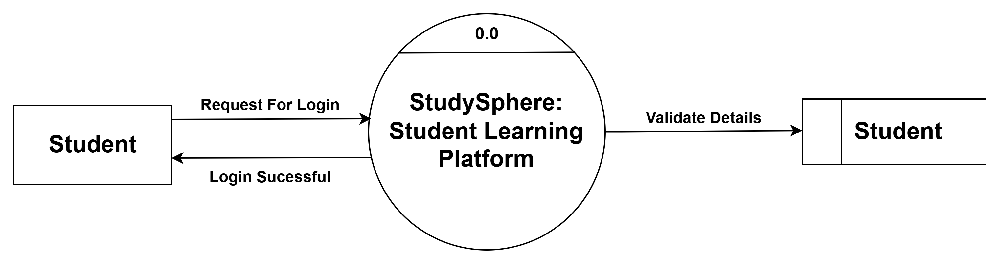 0.0
StudySphere:
Student Learning
Platform
Request For Login
Student
Login Sucessful
Validate Details
Student